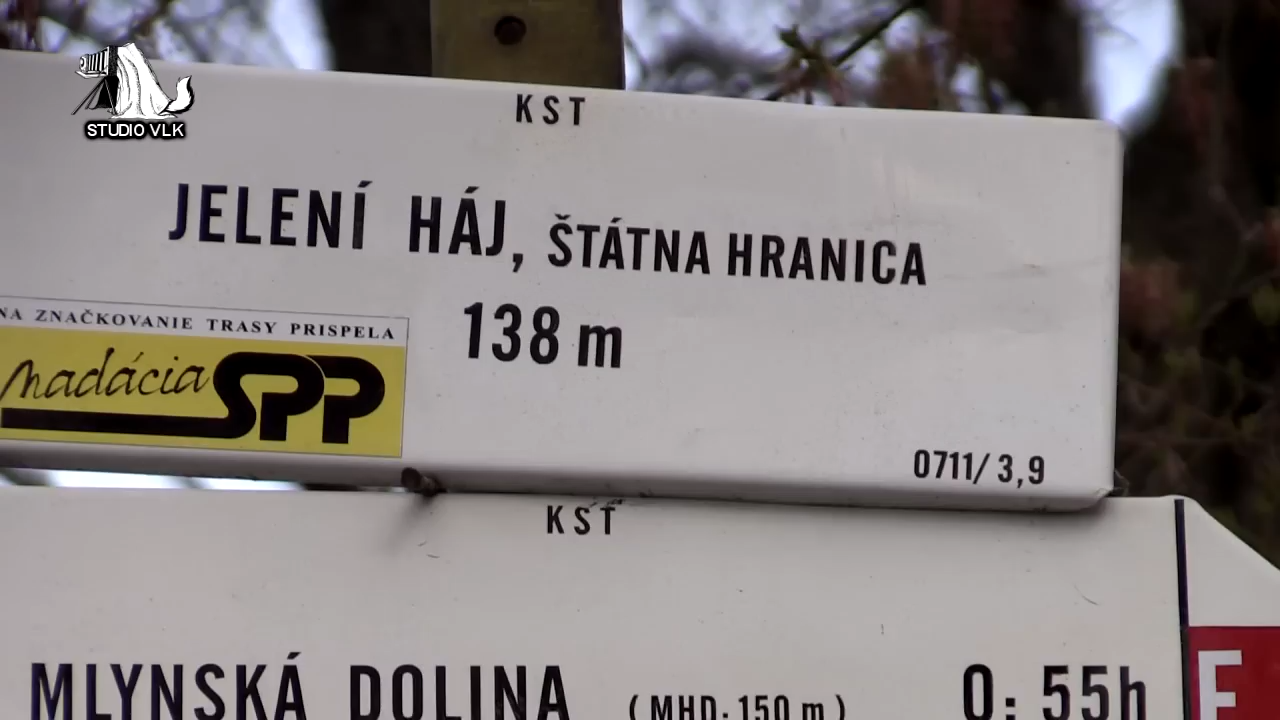 STUDIO VLK
KST
JELENÍ HÁJ, ŠTÁTNA HRANICA
138 m
NA ZNAČKOVANIE TRASY PRISPELA
Nadácia SPP
0711/3,9
KST
MLYNSKÁ DOLINA (MHD-150 m) 0:55h
E